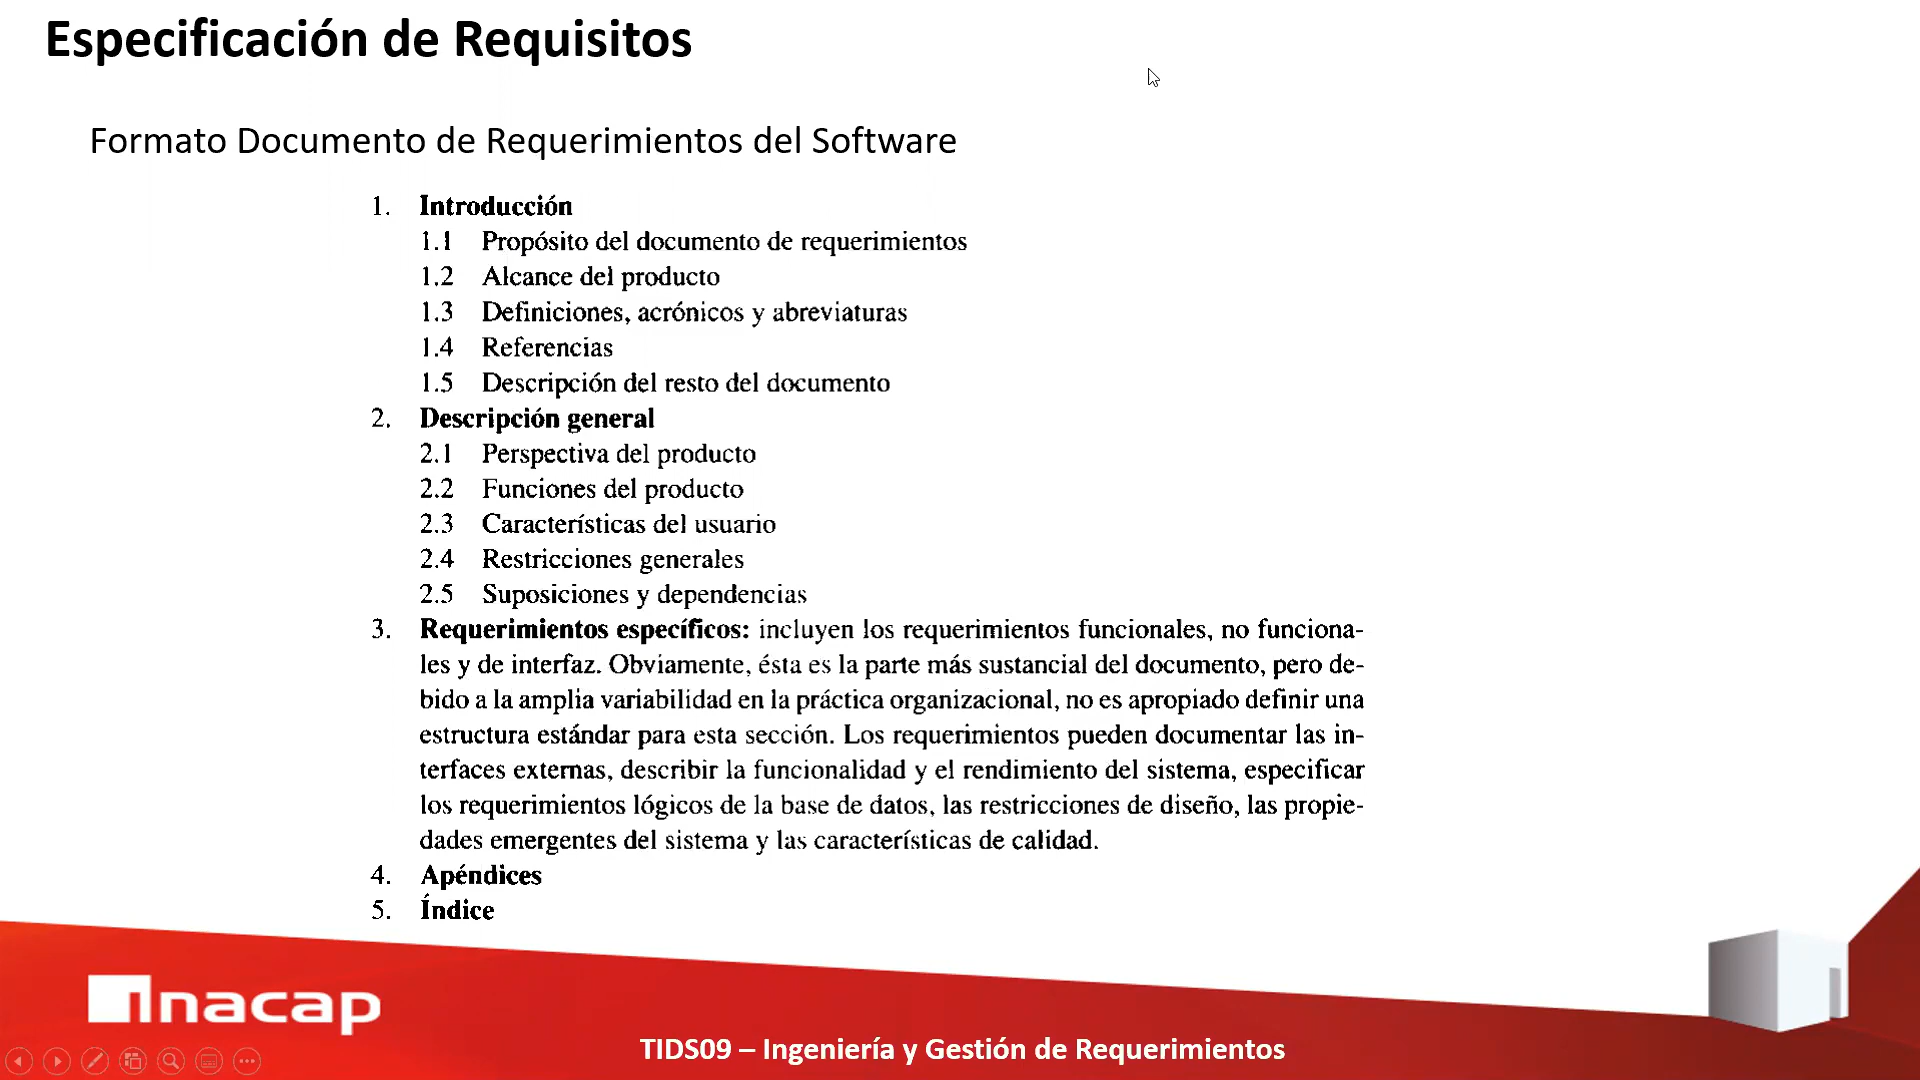 Especificación de Requisitos
Formato Documento de Requerimientos del Software
1. Introducción
1.1 Propósito del documento de requerimientos
1.2 Alcance del producto
1.3 Definiciones, acrónicos y abreviaturas
1.4 Referencias
1.5 Descripción del resto del documento
2. Descripción general
2.1 Perspectiva del producto
2.2 Funciones del producto
2.3 Características del usuario
2.4 Restricciones generales
2.5 Suposiciones y dependencias
3. Requerimientos específicos: incluyen los requerimientos funcionales, no funciona-
les y de interfaz. Obviamente, ésta es la parte más sustancial del documento, pero de-
bido a la amplia variabilidad en la práctica organizacional, no es apropiado definir una
estructura estándar para esta sección. Los requerimientos pueden documentar las in-
terfaces externas, describir la funcionalidad y el rendimiento del sistema, especificar
los requerimientos lógicos de la base de datos, las restricciones de diseño, las propie-
dades emergentes del sistema y las características de calidad.
4. Apéndices
5. Índice
Inacap
TIDS09 – Ingeniería y Gestión de Requerimientos